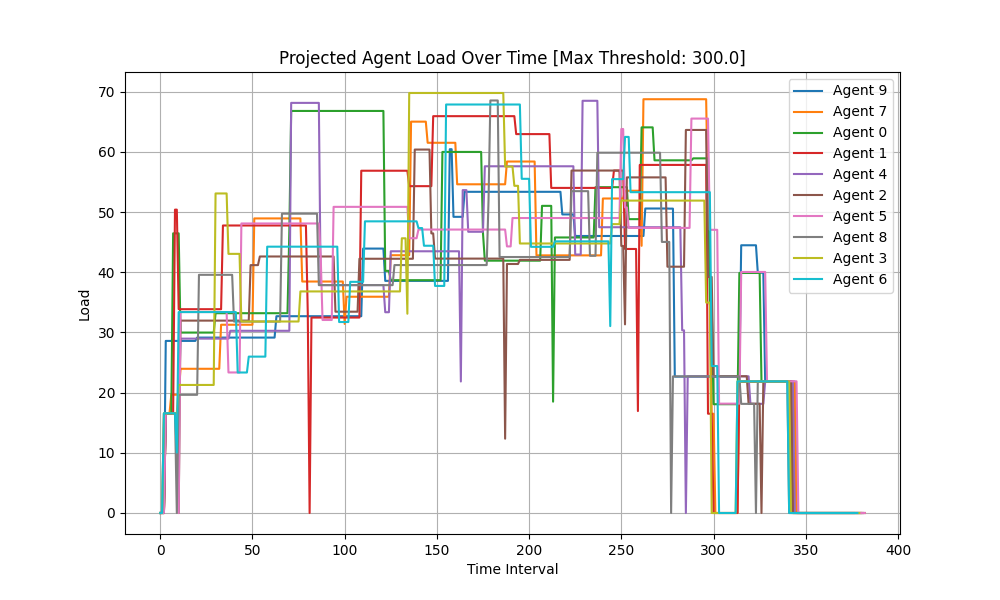 Projected Agent Load Over Time [Max Threshold: 300.0]
Load
70
60
50
40
30
20
10
0
0 50 100 150 200 250 300 350 400
Time Interval
Agent 9
Agent 7
Agent 0
Agent 1
Agent 4
Agent 2
Agent 5
Agent 8
Agent 3
Agent 6